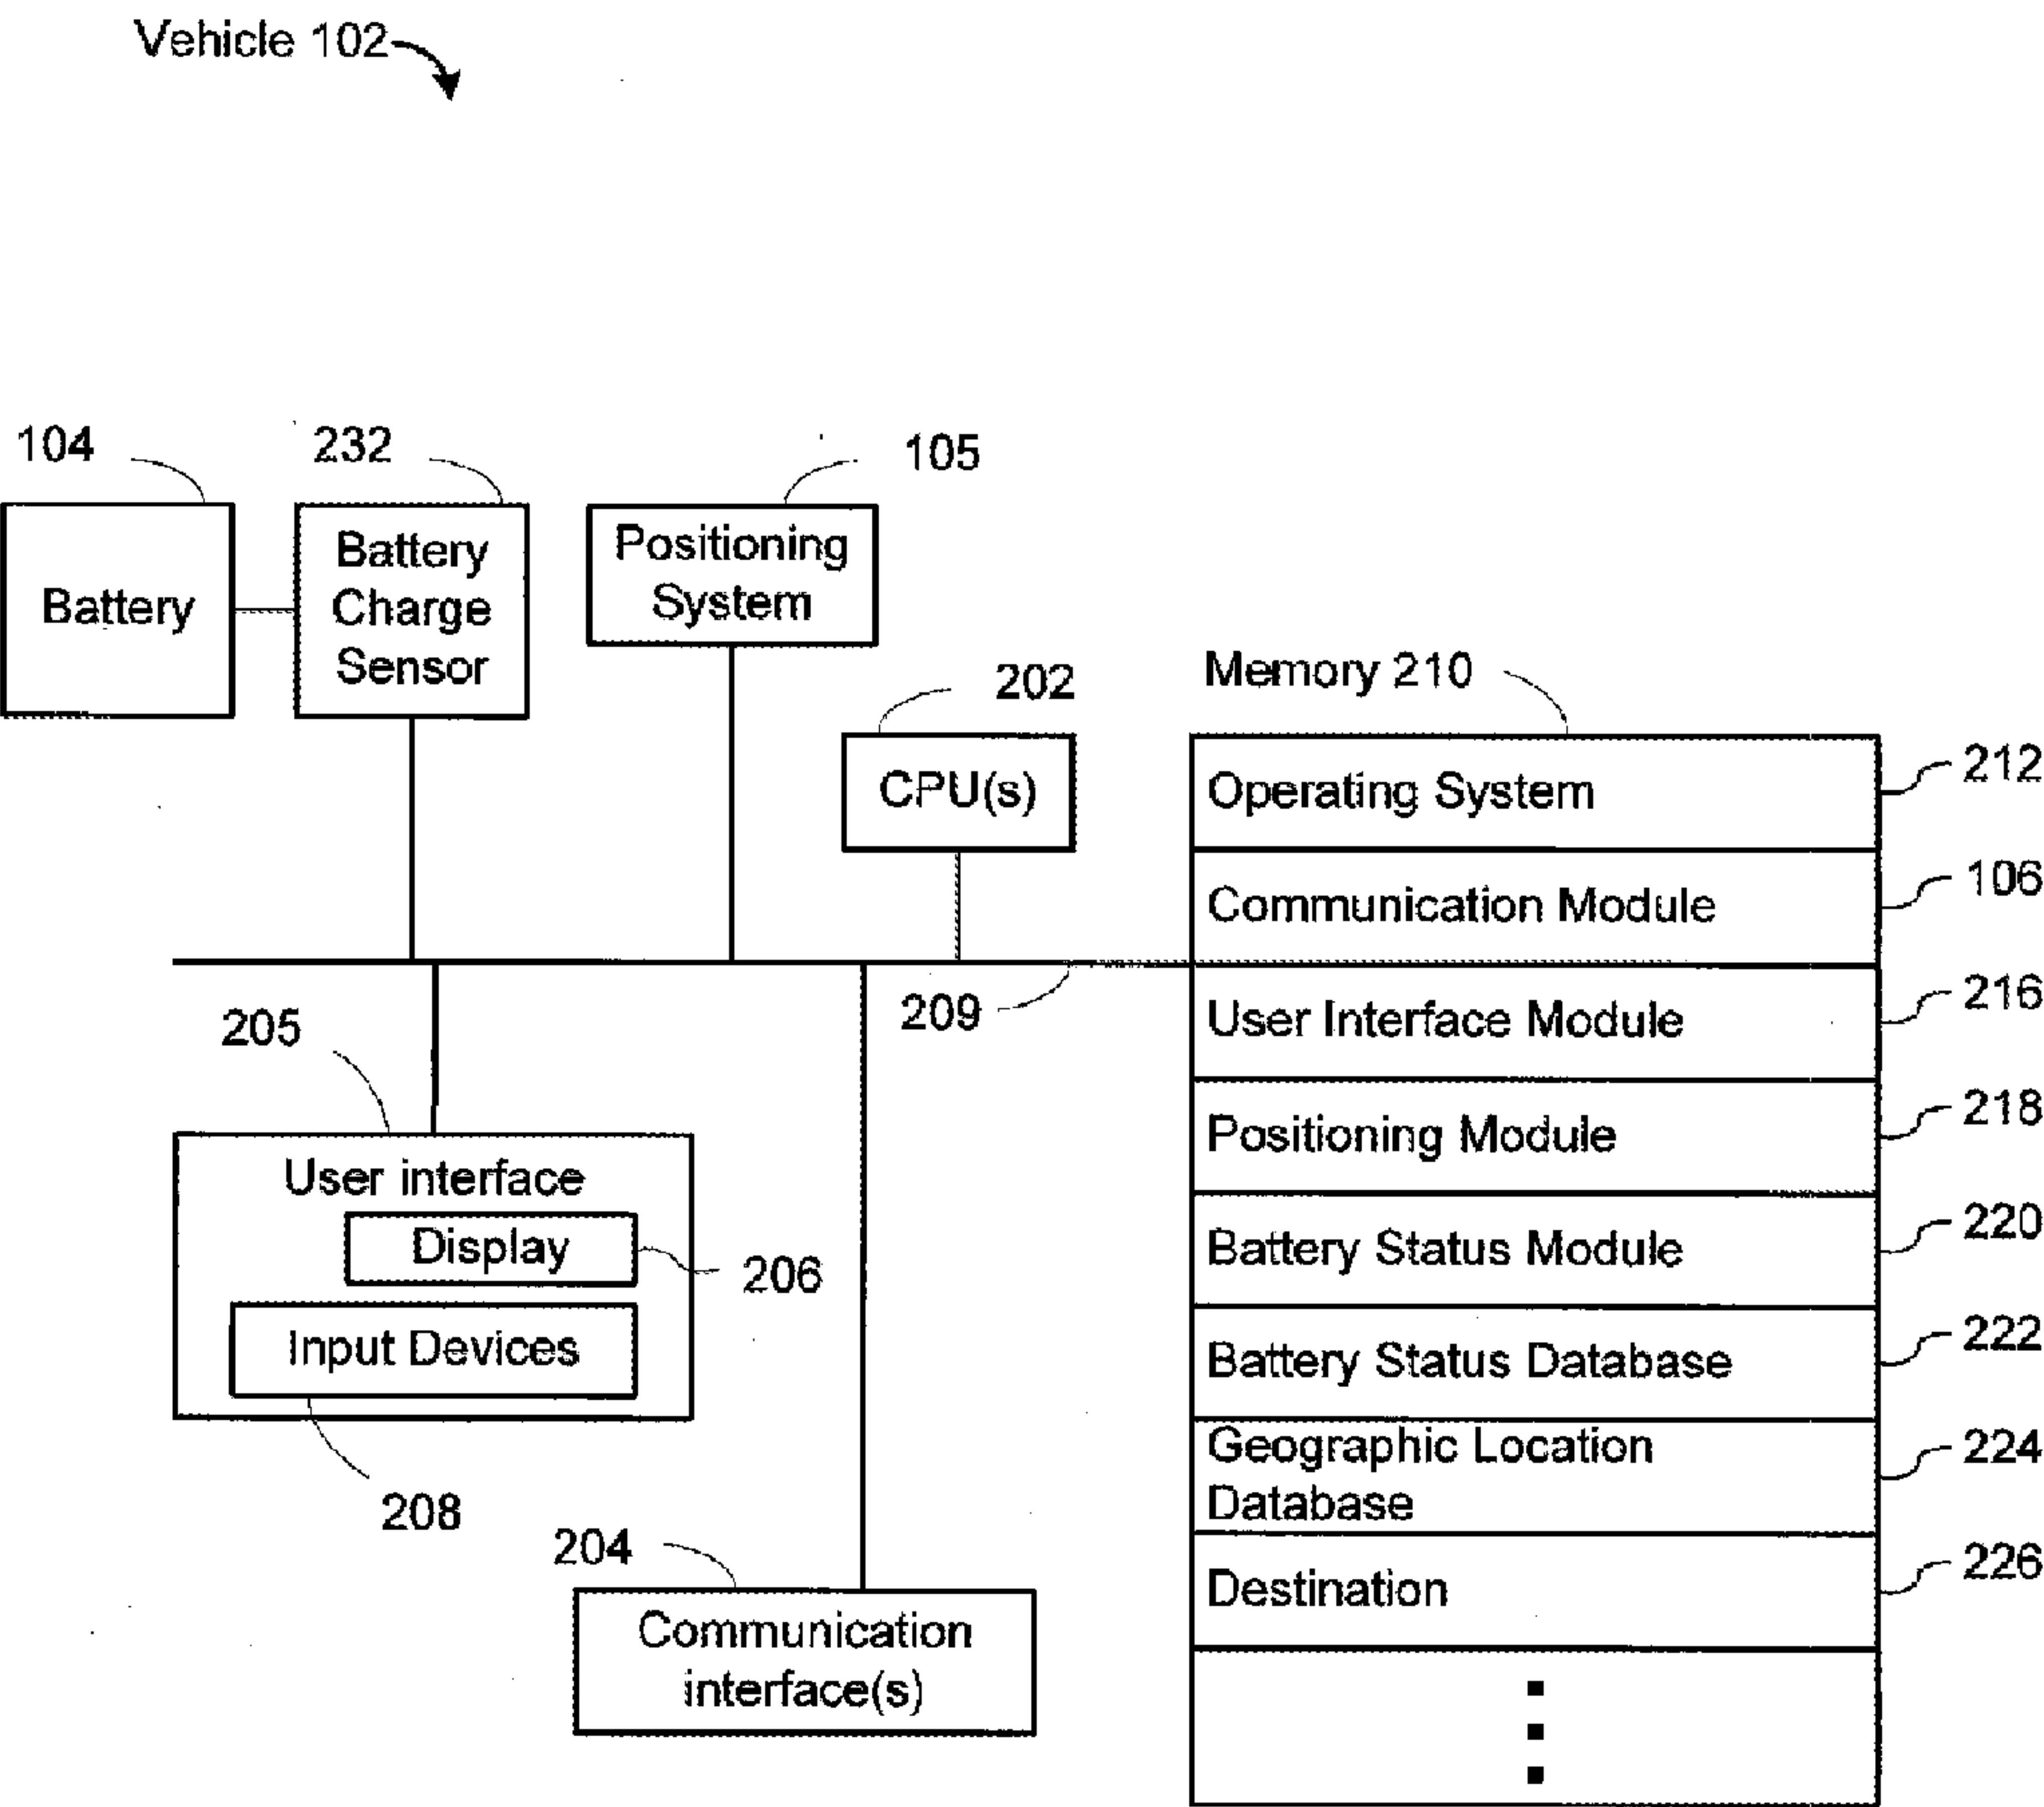 Vehicle 102
104
232
105
Battery
Battery
Charge
Sensor
Positioning
System
202
CPU(s)
Memory 210
Operating System
212
Communication Module
106
209
User Interface Module
216
Positioning Module
218
Battery Status Module
220
Battery Status Database
222
Geographic Location
Database
224
Destination
226
205
User interface
Display
206
Input Devices
208
204
Communication
interface(s)